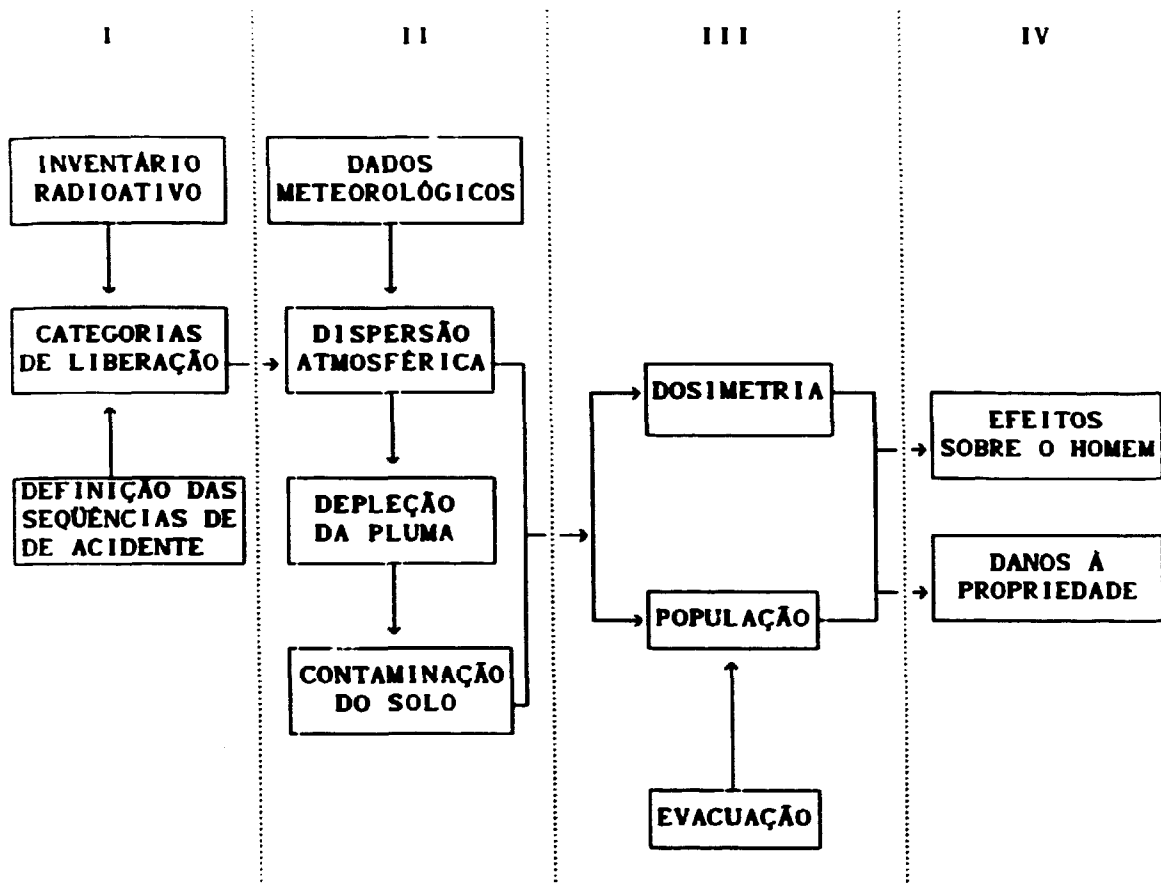 I
II
III
IV
INVENTÁRIO
RADIOATIVO
DADOS
METEOROLÓGICOS
CATEGORIAS
DE LIBERAÇÃO
DISPERSÃO
ATMOSFÉRICA
DOSIMETRIA
EFEITOS
SOBRE O HOMEM
DEFINIÇÃO DAS
SEQÜÊNCIAS DE
DE ACIDENTE
DEPLEÇÃO
DA PLUMA
DANOS À
PROPRIEDADE
POPULAÇÃO
CONTAMINAÇÃO
DO SOLO
EVACUAÇÃO